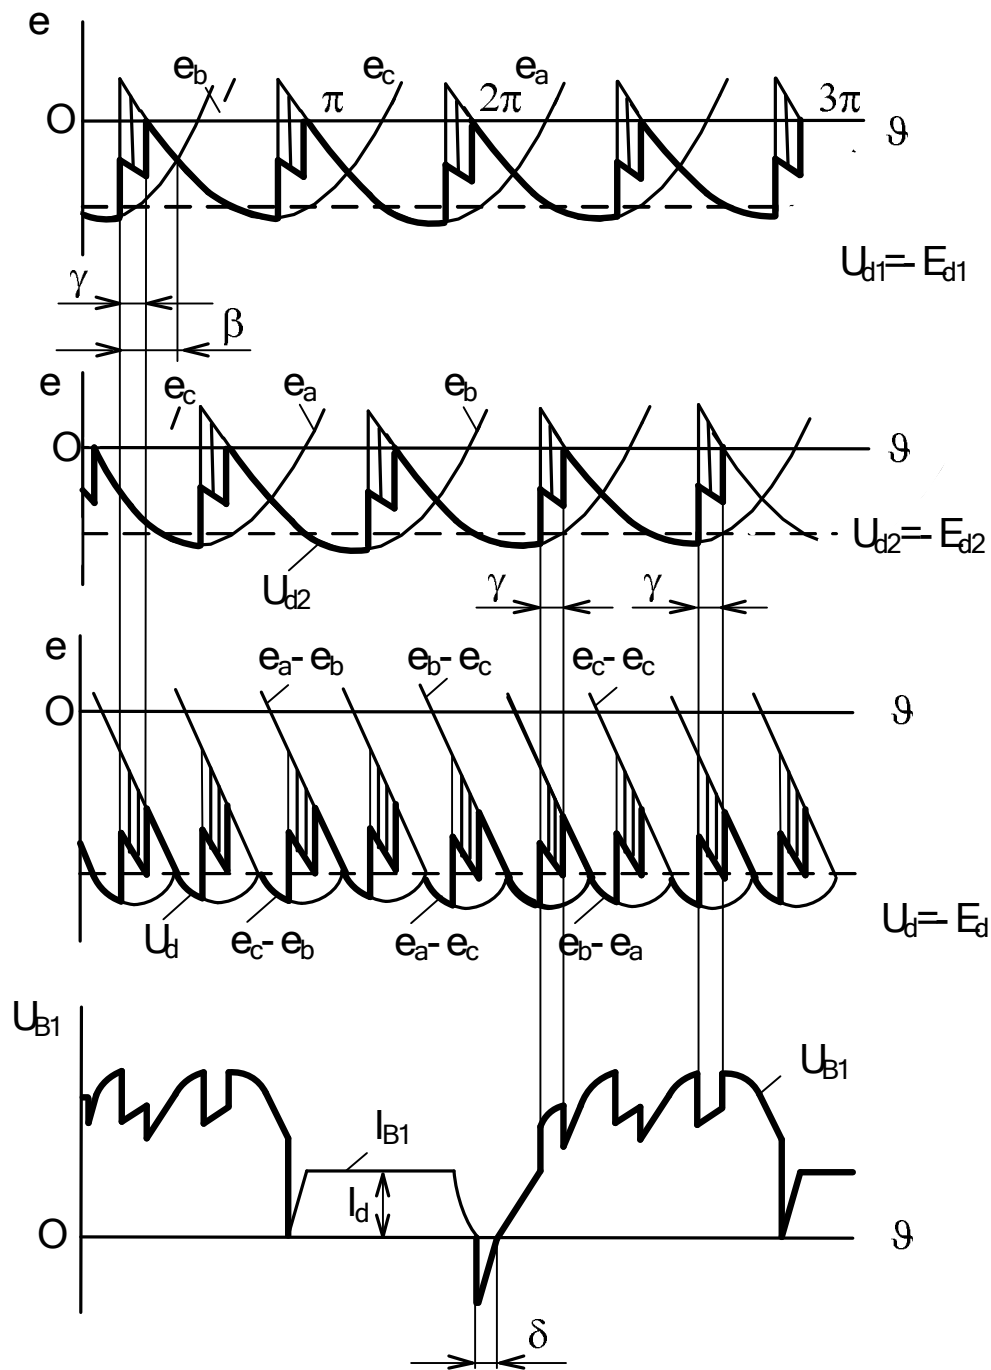 e
e_b e_c e_a
O π 2π 3π ϑ
U_d1=- E_d1
γ
β
e e_c e_a e_b
O ϑ
U_d2=- E_d2
U_d2
γ γ
e
e_a- e_b e_b- e_c e_c- e_c
O ϑ
U_d=- E_d
U_d e_c- e_b e_a- e_c e_b- e_a
U_B1
U_B1
I_B1
I_d
O ϑ
δ